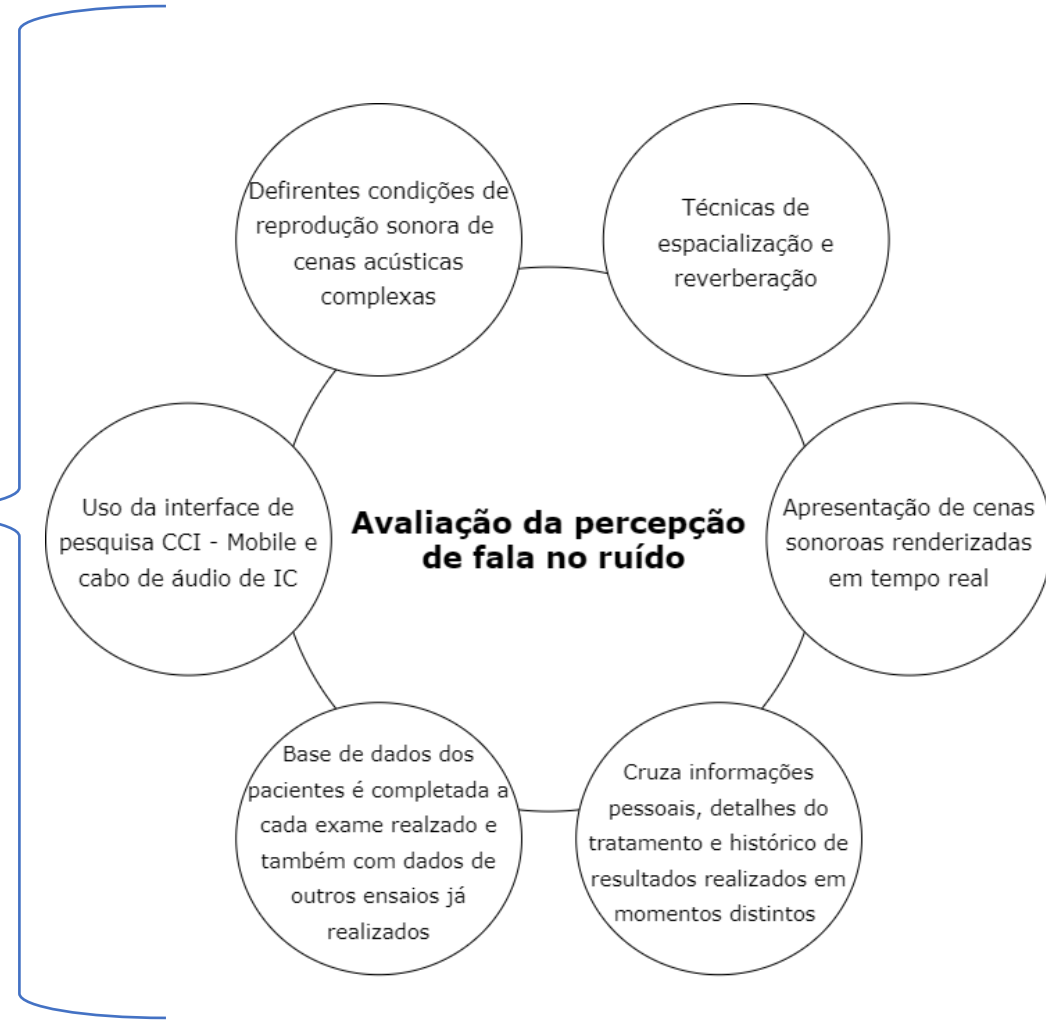 Defirentes condições de
reprodução sonora de
cenas acústicas
complexas
Técnicas de
espacialização e
reverberação
Uso da interface de
pesquisa CCI - Mobile e
cabo de áudio de IC
Avaliação da percepção
de fala no ruído
Apresentação de cenas
sonoroas renderizadas
em tempo real
Base de dados dos
pacientes é completada a
cada exame realzado e
também com dados de
outros ensaios já
realizados
Cruza informações
pessoais, detalhes do
tratamento e histórico de
resultados realizados em
momentos distintos